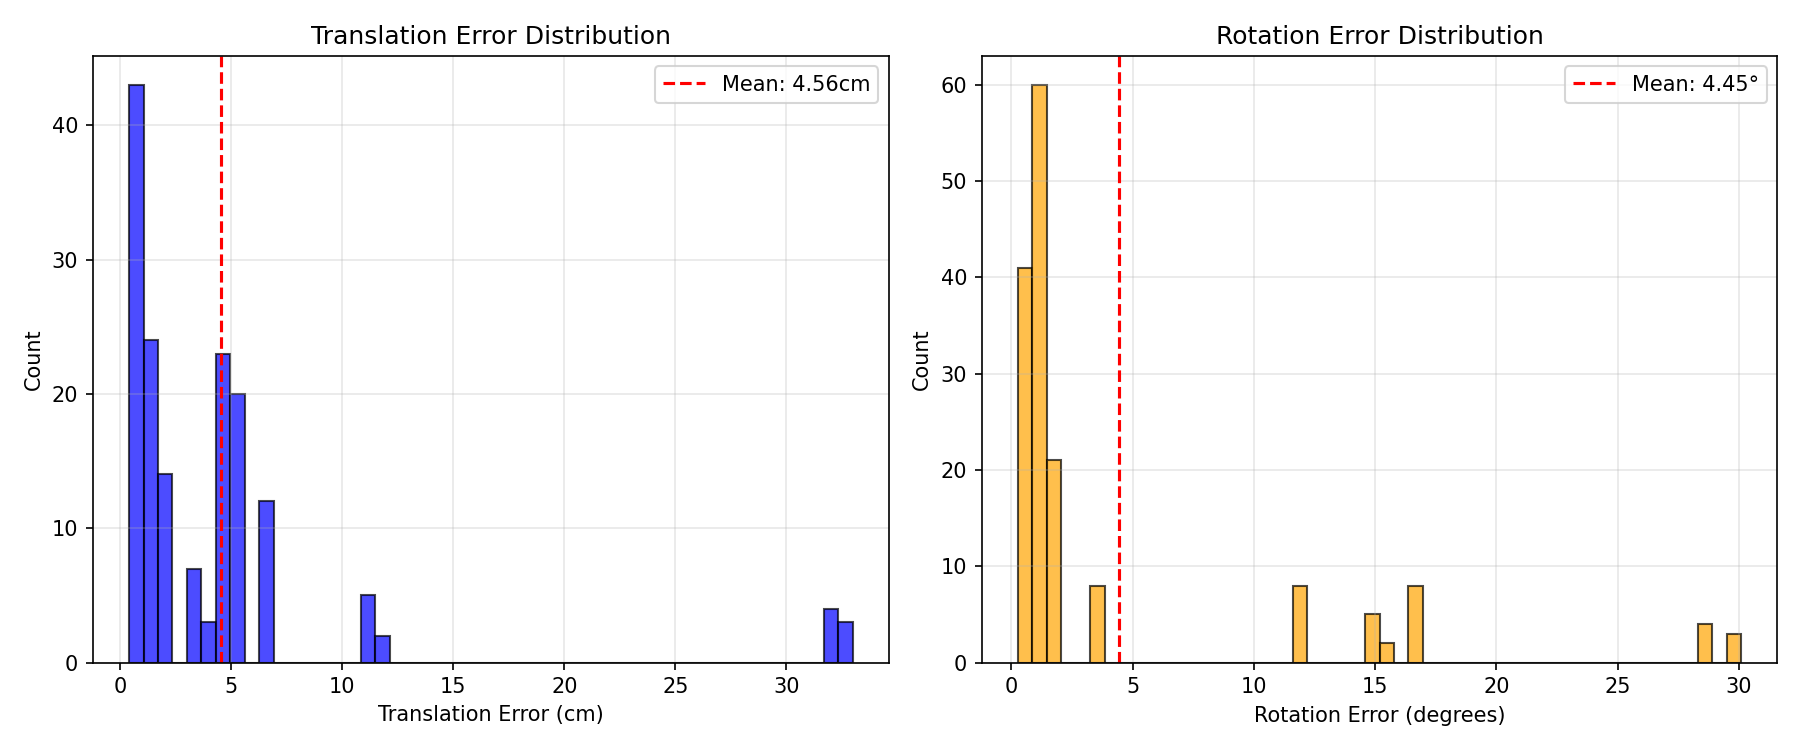 Translation Error Distribution
Mean: 4.56cm
Count
40
30
20
10
0
0 5 10 15 20 25 30
Translation Error (cm)
Rotation Error Distribution
Mean: 4.45°
Count
60
50
40
30
20
10
0
0 5 10 15 20 25 30
Rotation Error (degrees)